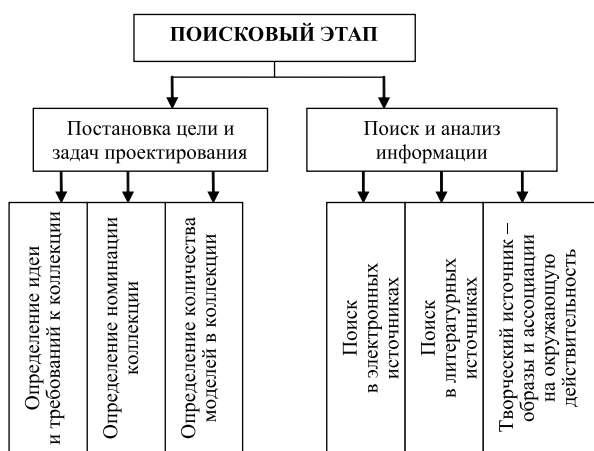 ПОИСКОВЫЙ ЭТАП
Постановка цели и
задач проектирования
Поиск и анализ
информации
Определение идеи
и требований к коллекции
Определение номинации
коллекции
Определение количества
моделей в коллекции
Поиск
в электронных
источниках
Поиск
в литературных
источниках
Творческий источник –
образы и ассоциации
на окружающую
действительность